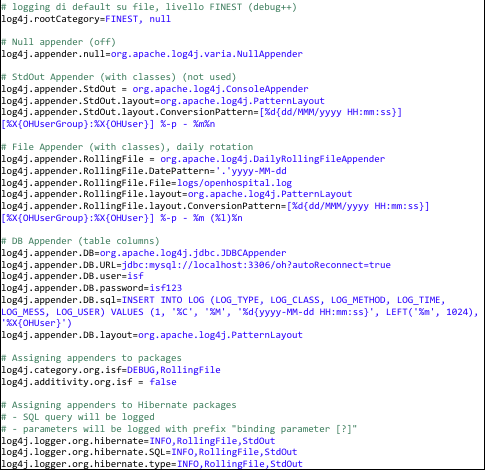 # logging di default su file, livello FINEST (debug++)
log4j.rootCategory=FINEST, null
# Null appender (off)
log4j.appender.null=org.apache.log4j.varia.NullAppender
# StdOut Appender (with classes) (not used)
log4j.appender.StdOut = org.apache.log4j.ConsoleAppender
log4j.appender.StdOut.layout=org.apache.log4j.PatternLayout
log4j.appender.StdOut.layout.ConversionPattern=[%d{dd/MMM/yyyy HH:mm:ss}]
[%X{OHUserGroup}:%X{OHUser}] %-p - %m%n
# File Appender (with classes), daily rotation
log4j.appender.RollingFile = org.apache.log4j.DailyRollingFileAppender
log4j.appender.RollingFile.DatePattern='.'yyyy-MM-dd
log4j.appender.RollingFile.File=logs/openhospital.log
log4j.appender.RollingFile.layout=org.apache.log4j.PatternLayout
log4j.appender.RollingFile.layout.ConversionPattern=[%d{dd/MMM/yyyy HH:mm:ss}]
[%X{OHUserGroup}:%X{OHUser}] %-p - %m (%l)%n
# DB Appender (table columns)
log4j.appender.DB=org.apache.log4j.jdbc.JDBCAppender
log4j.appender.DB.URL=jdbc:mysql://localhost:3306/oh?autoReconnect=true
log4j.appender.DB.user=isf
log4j.appender.DB.password=isf123
log4j.appender.DB.sql=INSERT INTO LOG (LOG_TYPE, LOG_CLASS, LOG_METHOD, LOG_TIME,
LOG_MESS, LOG_USER) VALUES (1, '%C', '%M', '%d{yyyy-MM-dd HH:mm:ss}', LEFT('%m', 1024),
'%X{OHUser}')
log4j.appender.DB.layout=org.apache.log4j.PatternLayout
# Assigning appenders to packages
log4j.category.org.isf=DEBUG,RollingFile
log4j.additivity.org.isf = false
# Assigning appenders to Hibernate packages
# - SQL query will be logged
# - parameters will be logged with prefix "binding parameter [?]"
log4j.logger.org.hibernate=INFO,RollingFile,StdOut
log4j.logger.org.hibernate.SQL=INFO,RollingFile,StdOut
log4j.logger.org.hibernate.type=INFO,RollingFile,StdOut